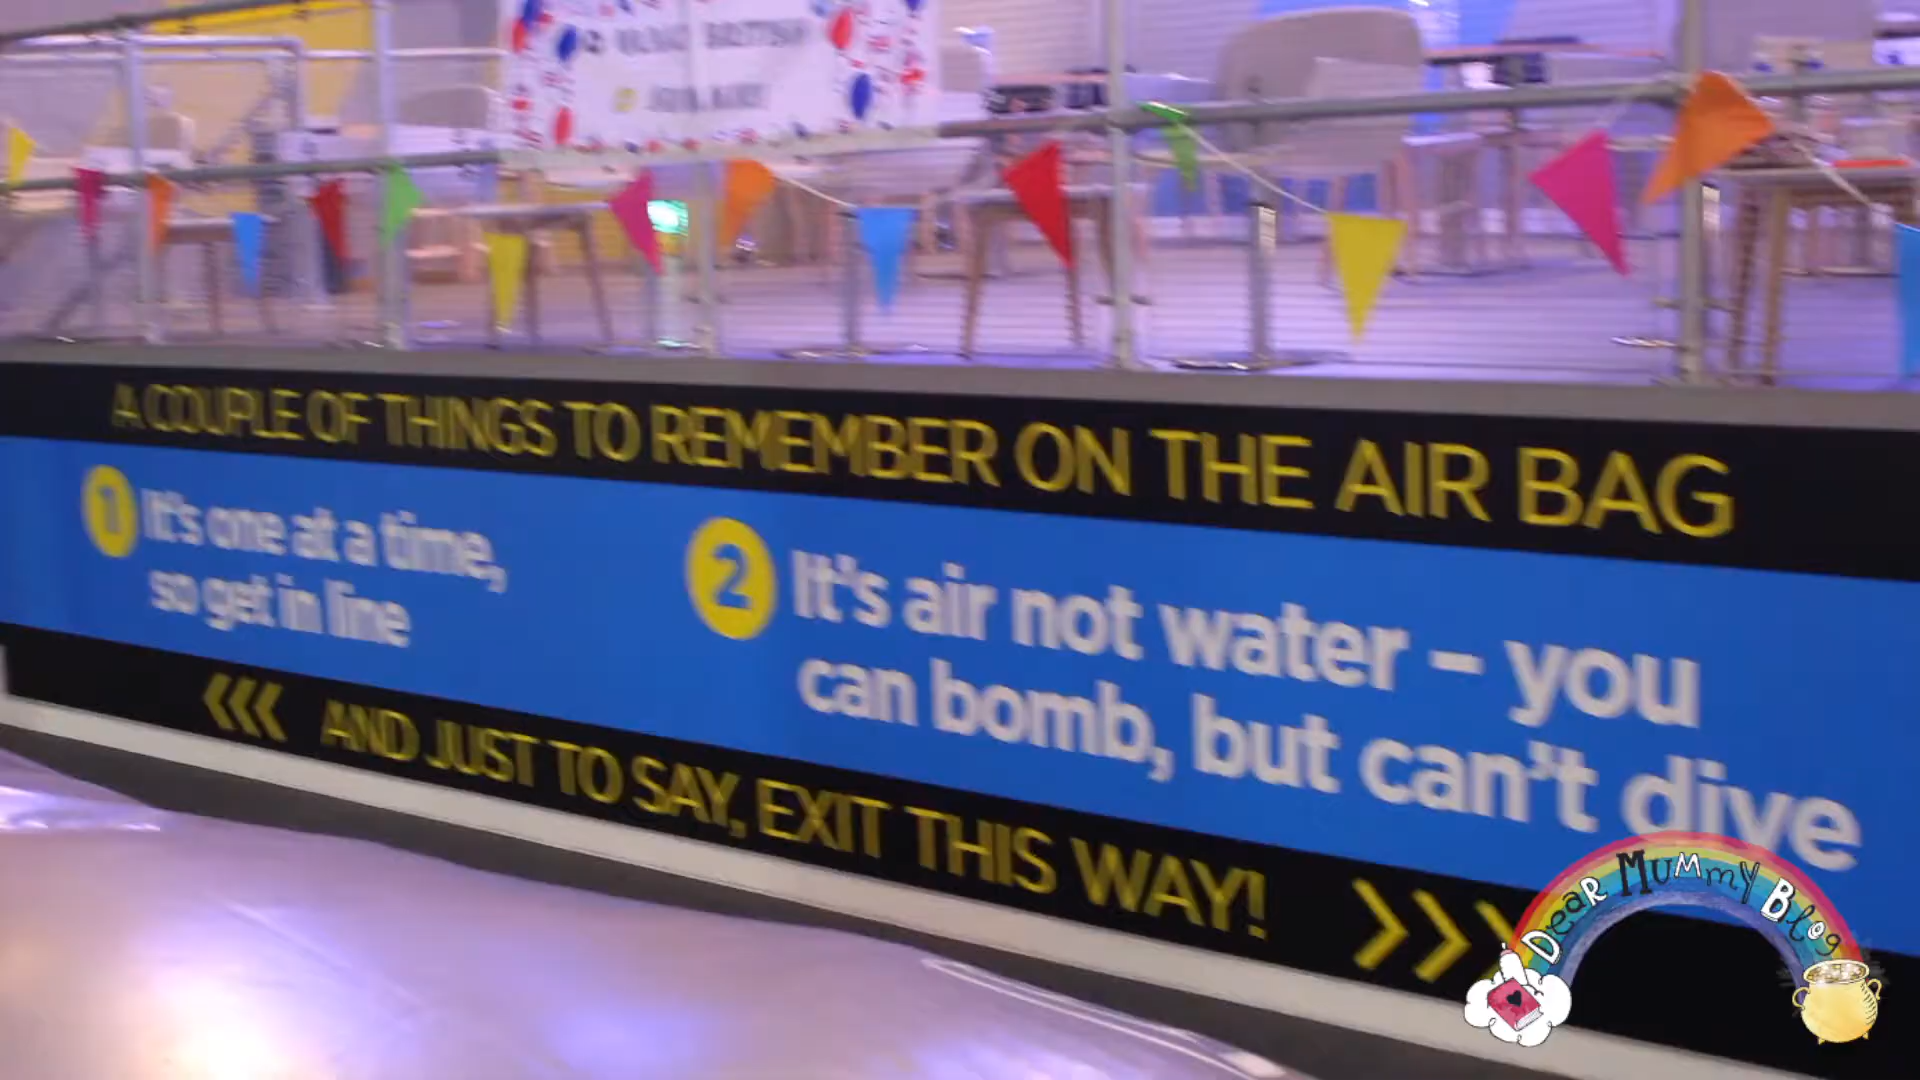 A COUPLE OF THINGS TO REMEMBER ON THE AIR BAG
1 It's one at a time,
so get in line
2 It's air not water – you
can bomb, but can't dive
<<< AND JUST TO SAY, EXIT THIS WAY! >>>
Dear Mummy Blog